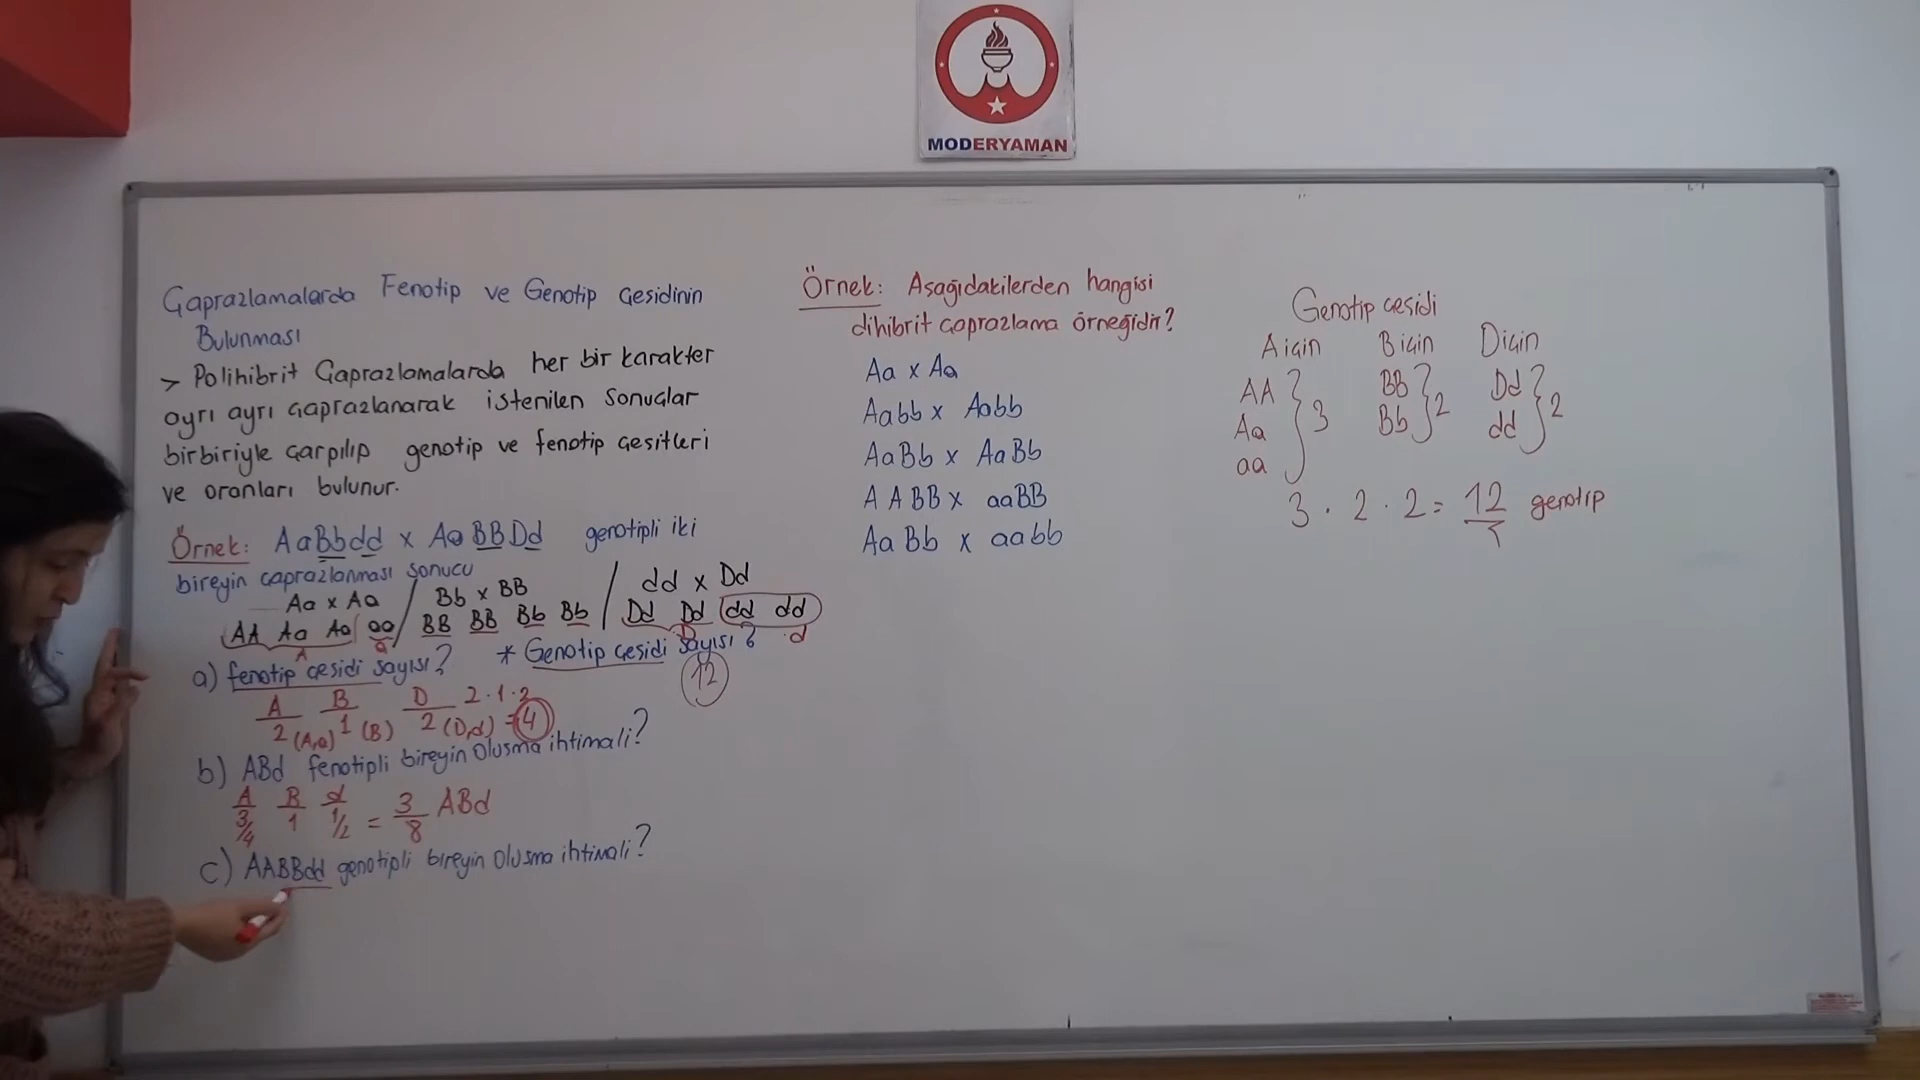 MODERYAMAN
Çaprazlamalarda Fenotip ve Genotip Çeşidinin
Bulunması
> Polihibrit Çaprazlamalarda her bir karakter
ayrı ayrı çaprazlanarak istenilen sonuçlar
birbiriyle çarpılıp genotip ve fenotip çeşitleri
ve oranları bulunur.
Örnek: AaBbdd x AaBBDd genotipli iki
bireyin çaprazlanması sonucu
Aa x Aa / Bb x BB / dd x Dd
AA Aa Aa aa / BB BB Bb Bb / Dd Dd dd dd
A a D d
a) fenotip çeşidi sayısı? * Genotip çeşidi sayısı?
12
A B D 2.1.2
2 (A,a) 1 (B) 2 (D,d) = 4
b) ABd fenotipli bireyin oluşma ihtimali?
A B d 3 ABd
3/4 1 1/2 = 8
c) AABBdd genotipli bireyin oluşma ihtimali?
Örnek: Aşağıdakilerden hangisi
dihibrit çaprazlama örneğidir?
Aa x Aa
Aabb x Aabb
AaBb x AaBb
AABB x aaBB
AaBb x aabb
Genotip çeşidi
A için B için D için
AA BB Dd
Aa 3 Bb 2 dd 2
aa
3 . 2 . 2 = 12 genotip